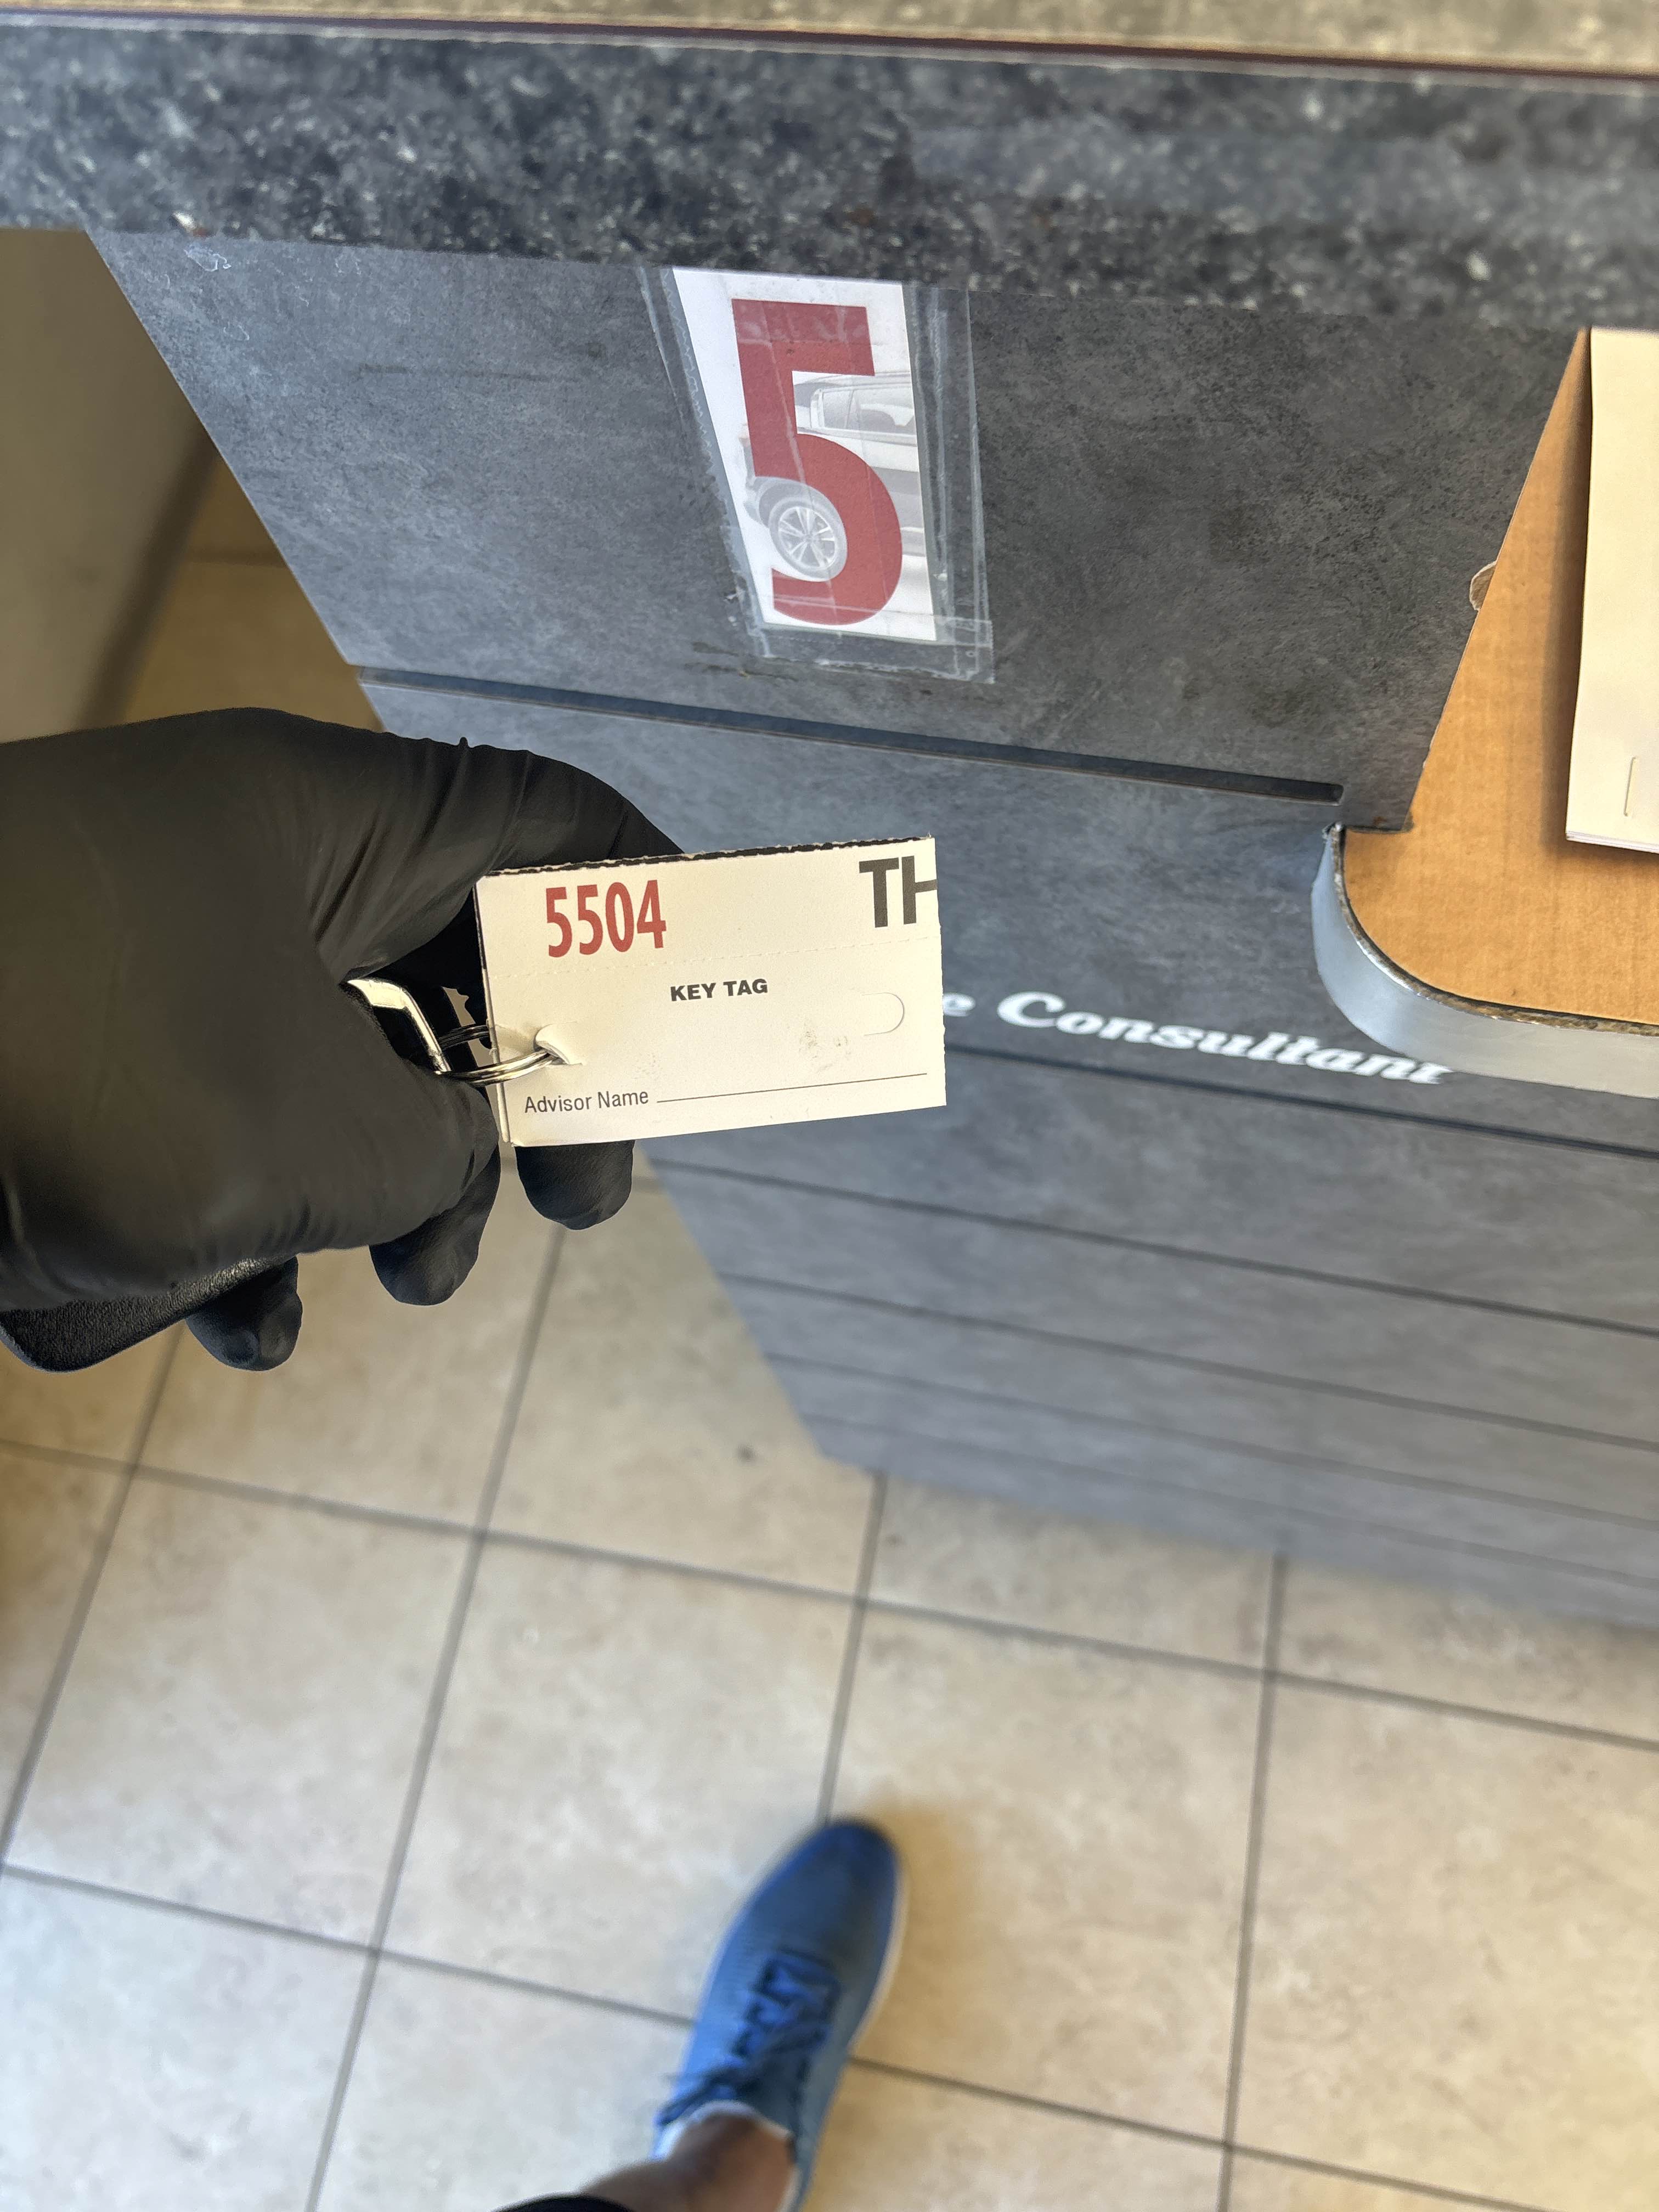 5
5504
TH
KEY TAG
Consultant
Advisor Name